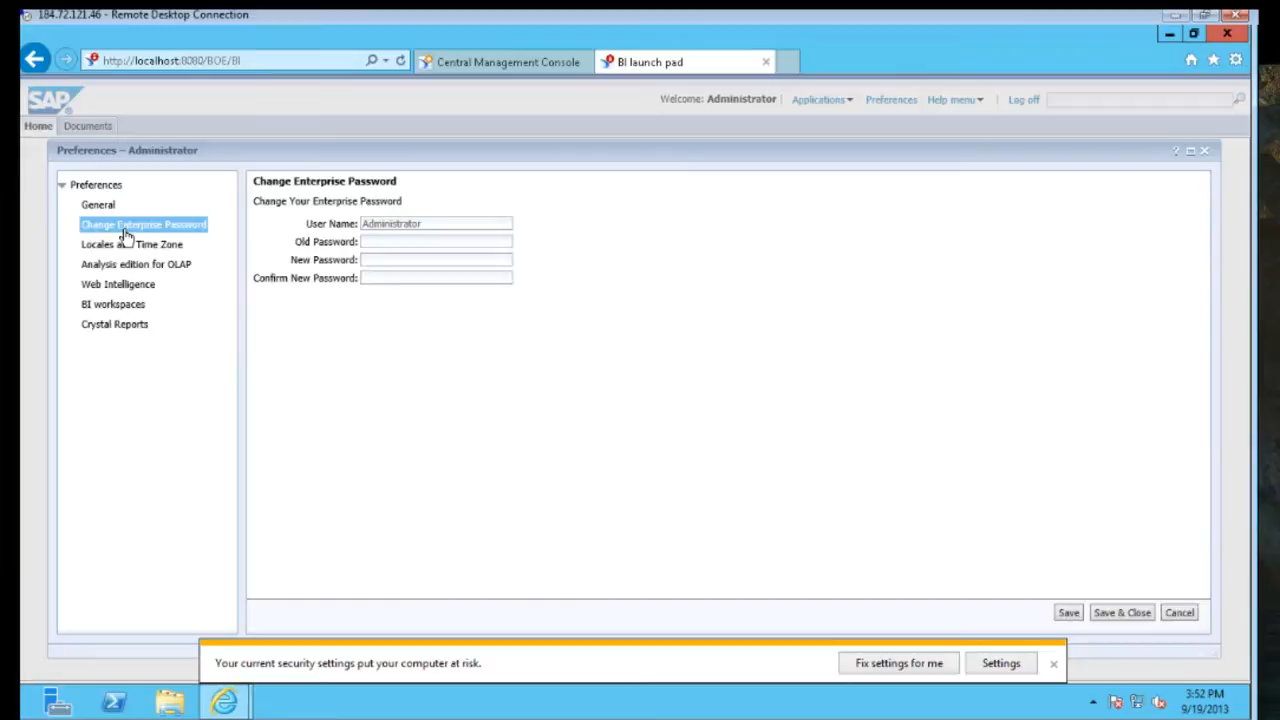 184.72.121.46 - Remote Desktop Connection
http://localhost:8080/BOE/BI
Central Management Console
BI launch pad
SAP
Welcome: Administrator
Applications
Preferences
Help menu
Log off
Home
Documents
Preferences – Administrator
Preferences
General
Change Enterprise Password
Locales and Time Zone
Analysis edition for OLAP
Web Intelligence
BI workspaces
Crystal Reports
Change Enterprise Password
Change Your Enterprise Password
User Name: Administrator
Old Password:
New Password:
Confirm New Password:
Save
Save & Close
Cancel
Your current security settings put your computer at risk.
Fix settings for me
Settings
3:52 PM
9/19/2013